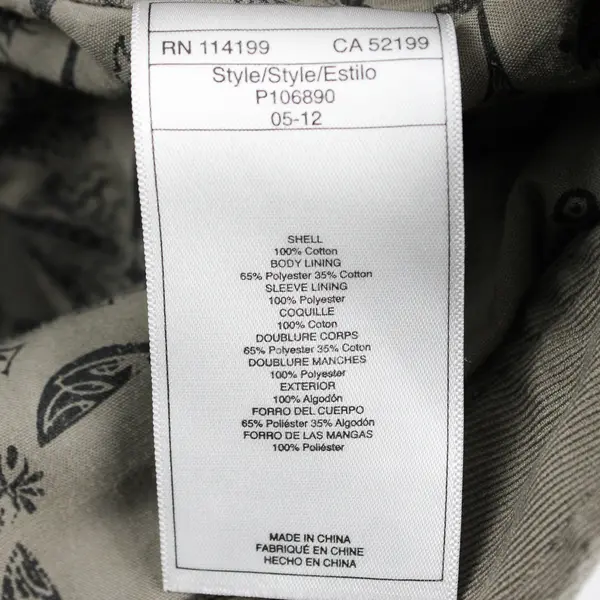 RN 114199 CA 52199
Style/Style/Estilo
P106890
05-12
SHELL
100% Cotton
BODY LINING
65% Polyester 35% Cotton
SLEEVE LINING
100% Polyester
COQUILLE
100% Coton
DOUBLURE CORPS
65% Polyester 35% Coton
DOUBLURE MANCHES
100% Polyester
EXTERIOR
100% Algodón
FORRO DEL CUERPO
65% Poliéster 35% Algodón
FORRO DE LAS MANGAS
100% Poliéster
MADE IN CHINA
FABRIQUÉ EN CHINE
HECHO EN CHINA